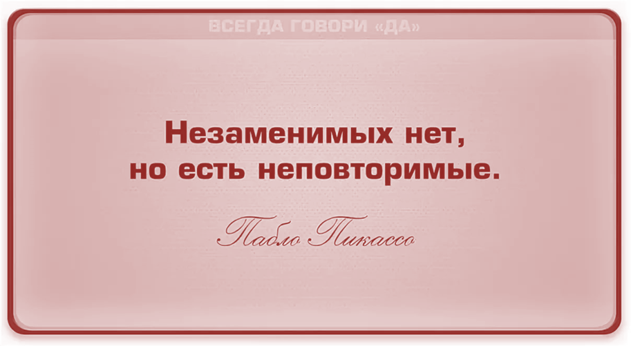 ВСЕГДА ГОВОРИ «ДА»
Незаменимых нет,
но есть неповторимые.
Пабло Пикассо